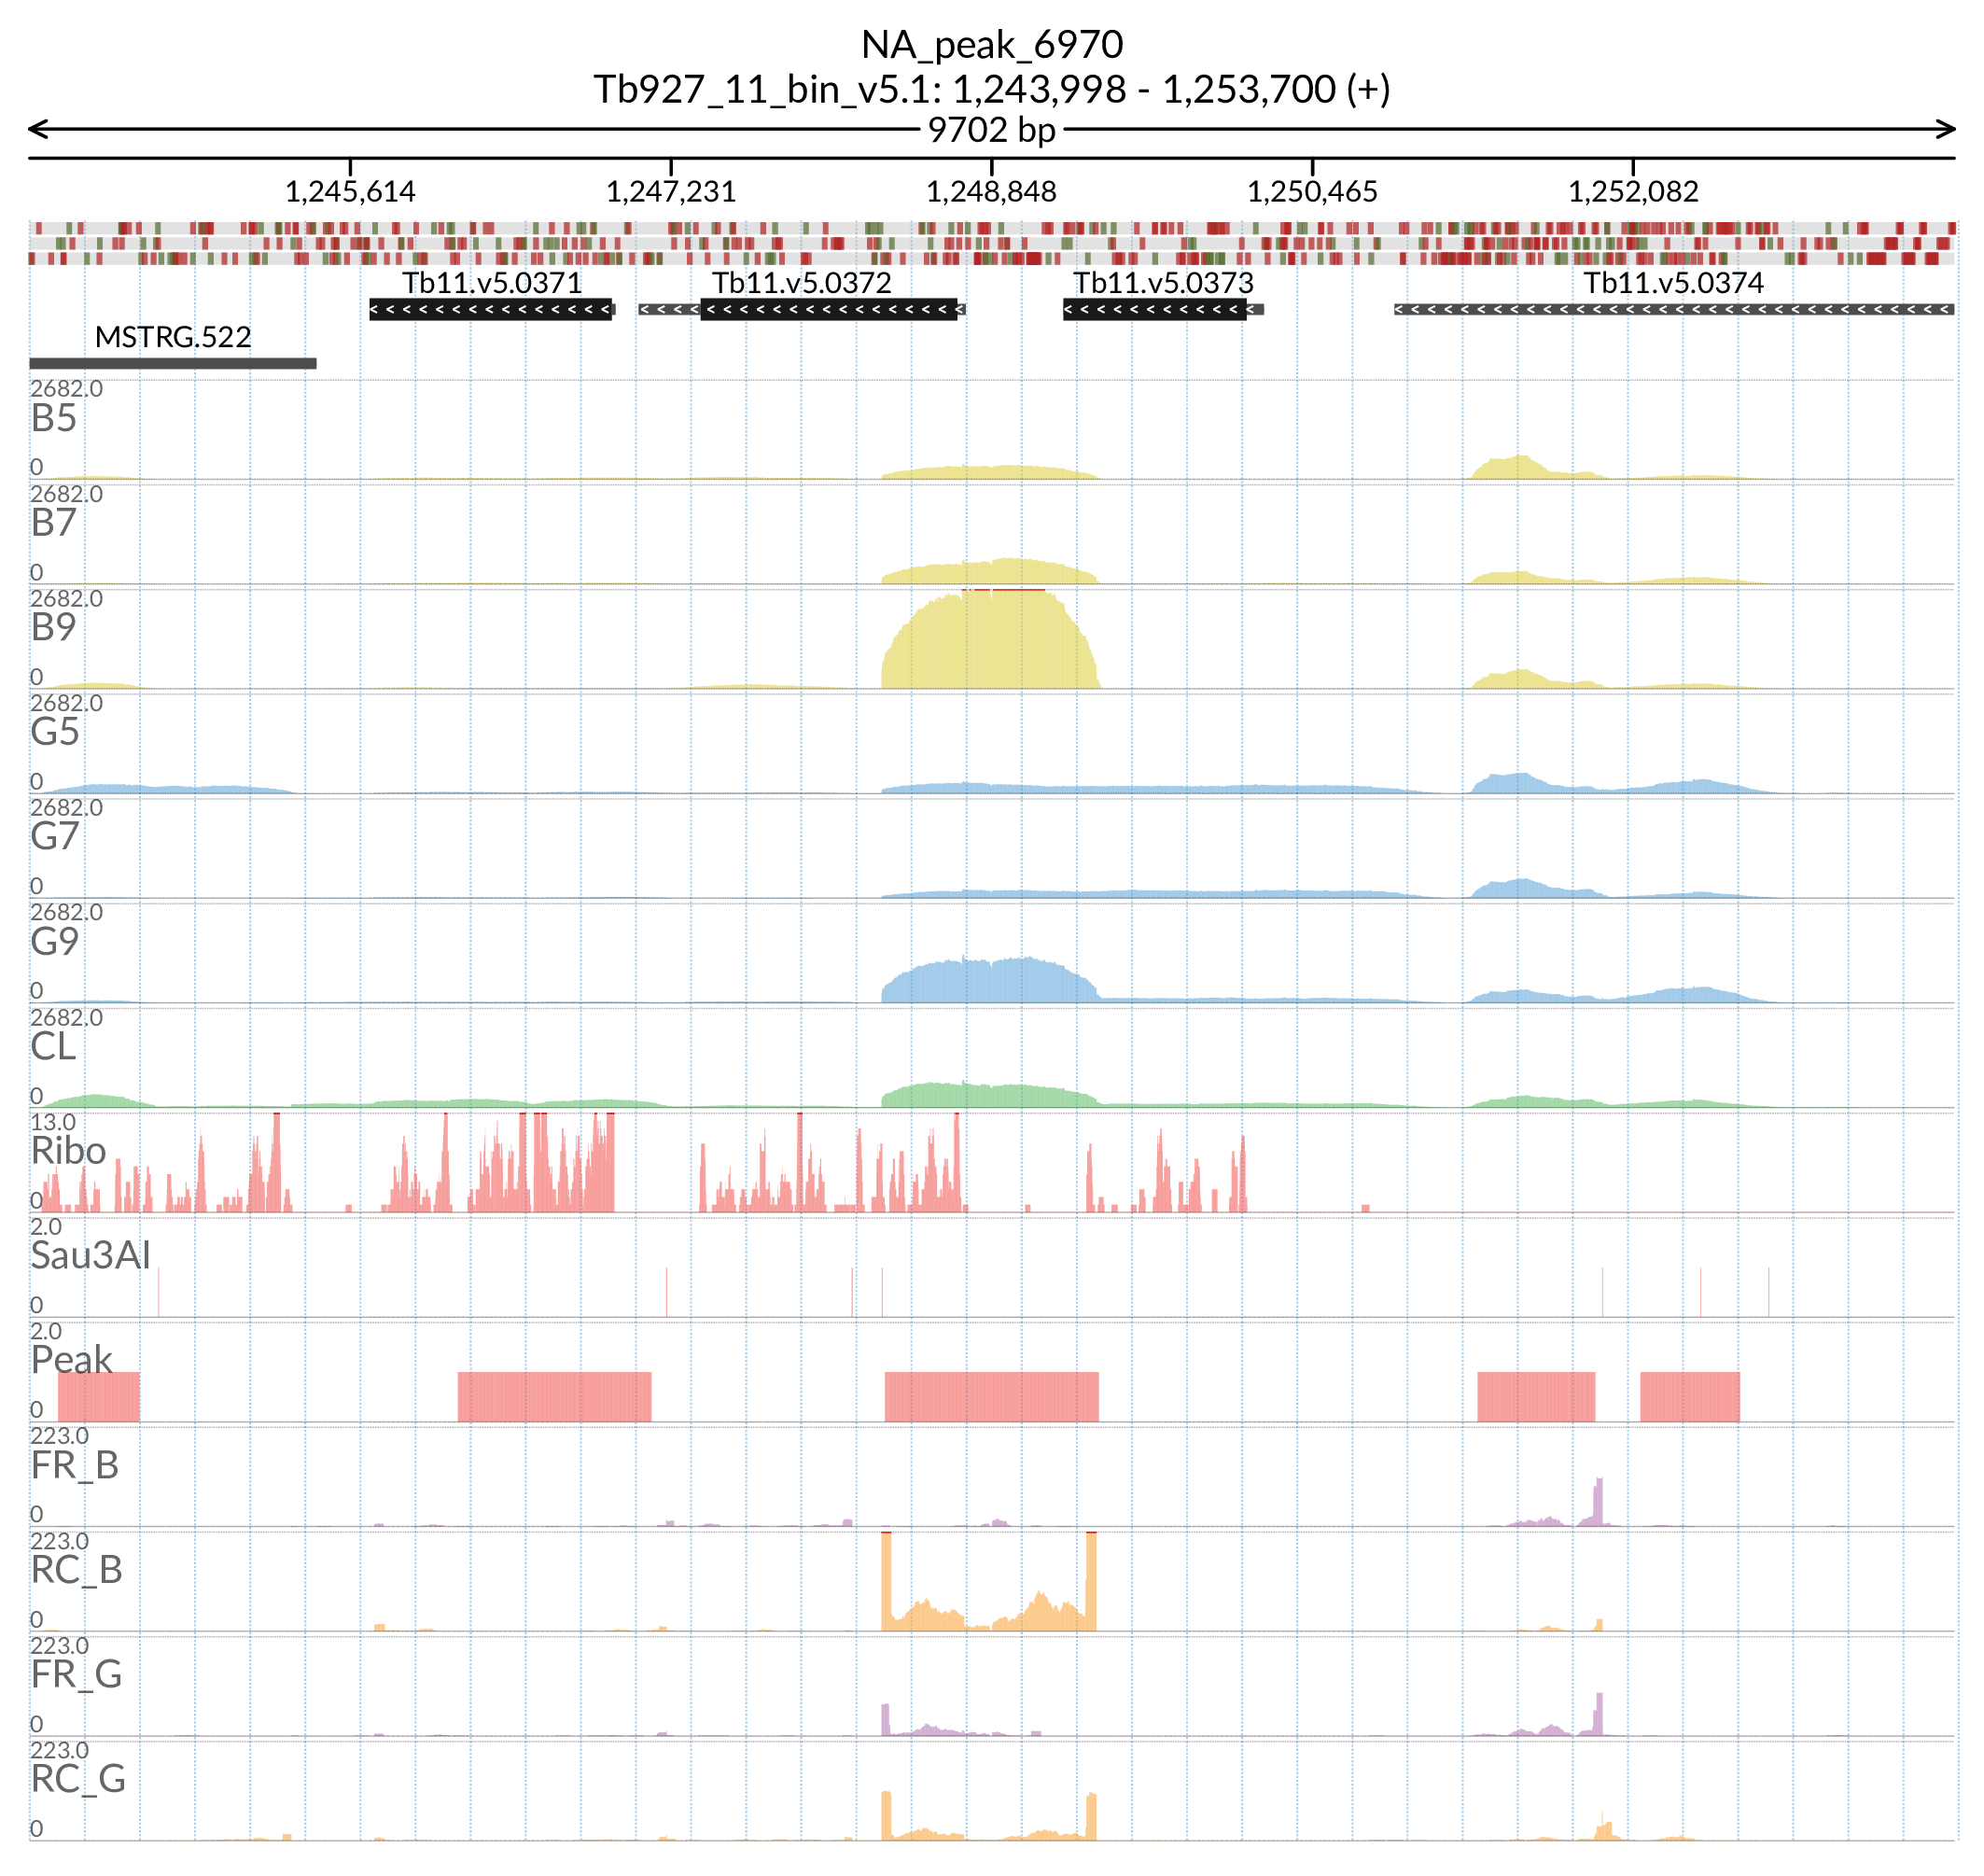 NA_peak_6970
Tb927_11_bin_v5.1: 1,243,998 - 1,253,700 (+)
9702 bp
1,245,614 1,247,231 1,248,848 1,250,465 1,252,082
Tb11.v5.0371 Tb11.v5.0372 Tb11.v5.0373 Tb11.v5.0374
MSTRG.522
2682.0
B5
0
2682.0
B7
0
2682.0
B9
0
2682.0
G5
0
2682.0
G7
0
2682.0
G9
0
2682.0
CL
0
13.0
Ribo
0
2.0
Sau3AI
0
2.0
Peak
0
223.0
FR_B
0
223.0
RC_B
0
223.0
FR_G
0
223.0
RC_G
0